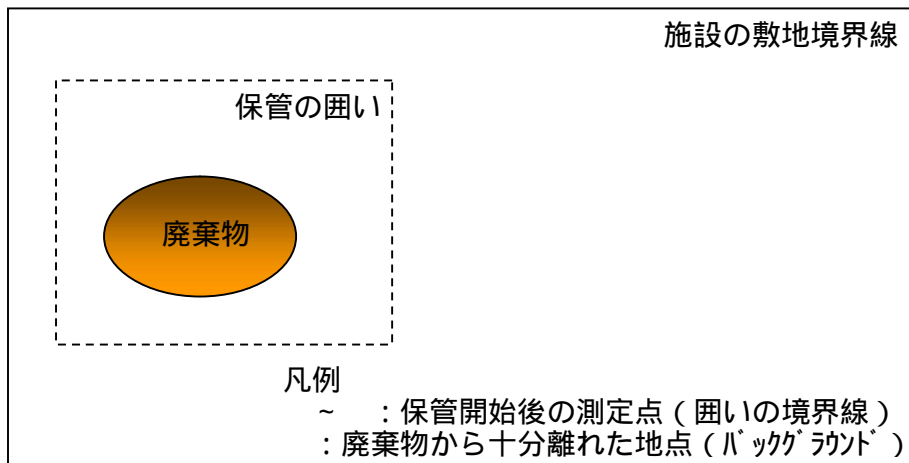 施設の敷地境界線
保管の囲い
廃棄物
凡例
~ :保管開始後の測定点(囲いの境界線)
:廃棄物から十分離れた地点(ﾊﾞｯｸｸﾞﾗｳﾝﾄﾞ)